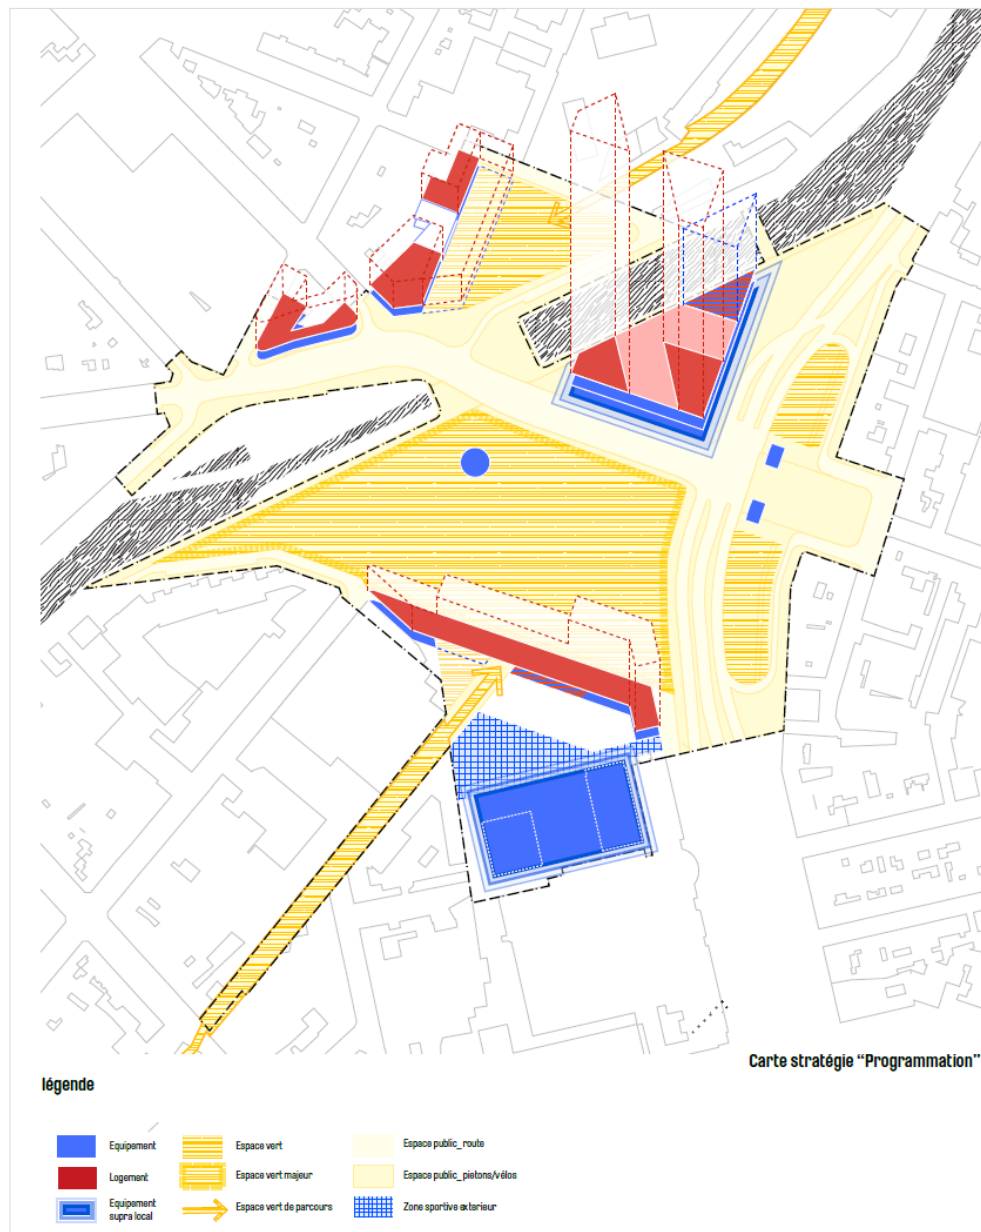 Carte stratégie “Programmation”
légende
Equipement
Espace vert
Espace public_route
Logement
Espace vert majeur
Espace public_pietons/vélos
Equipement
supra local
Espace vert de parcours
Zone sportive exterieur